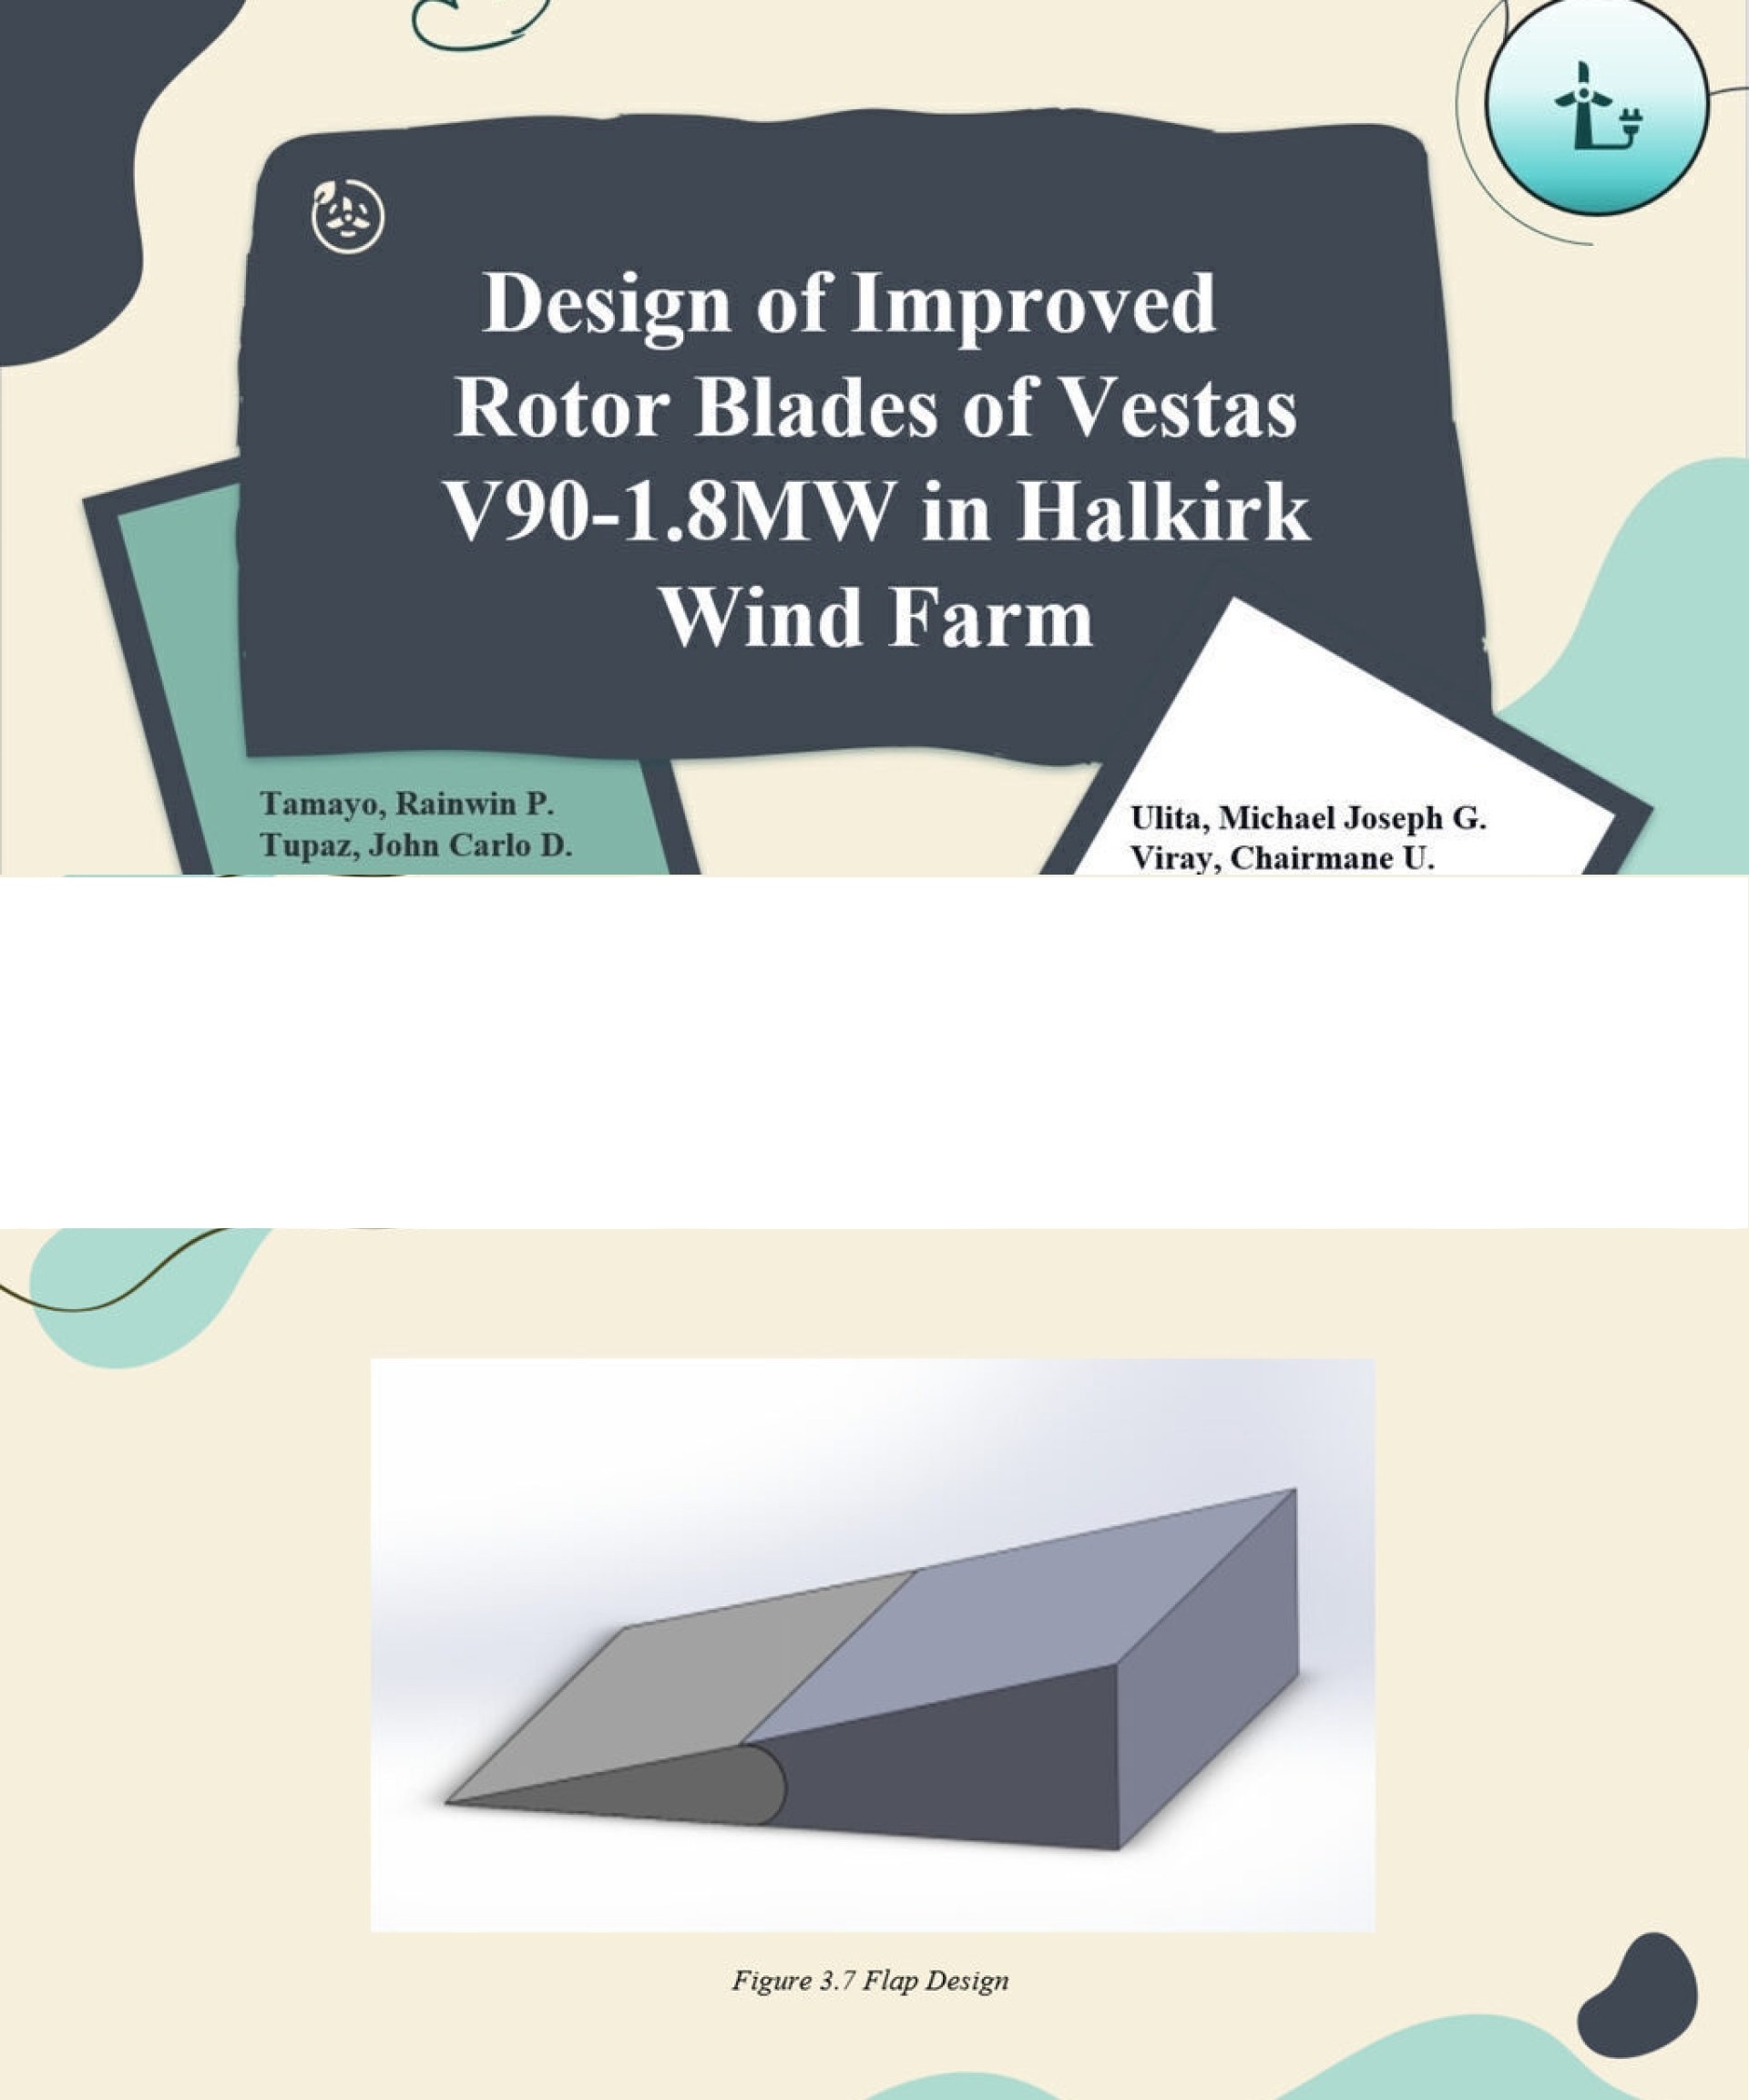 Design of Improved
Rotor Blades of Vestas
V90-1.8MW in Halkirk
Wind Farm
Tamayo, Rainwin P.
Tupaz, John Carlo D.
Ulita, Michael Joseph G.
Viray, Chairmane U.
Figure 3.7 Flap Design